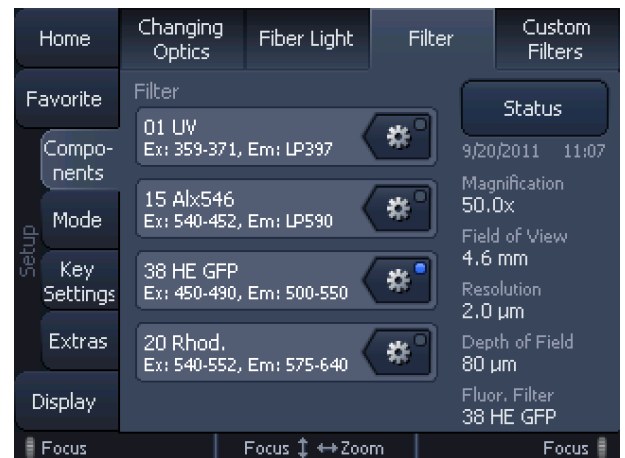 Home
Changing
Optics
Fiber Light
Filter
Custom
Filters
Favorite
Compo-
nents
Setup
Mode
Key
Settings
Extras
Display
Filter
01 UV
Ex: 359-371, Em: LP397
15 Alx546
Ex: 540-452, Em: LP590
38 HE GFP
Ex: 450-490, Em: 500-550
20 Rhod.
Ex: 540-552, Em: 575-640
Status
9/20/2011 11:07
Magnification
50.0x
Field of View
4.6 mm
Resolution
2.0 µm
Depth of Field
80 µm
Fluor. Filter
38 HE GFP
Focus
Focus ↕ ↔ Zoom
Focus